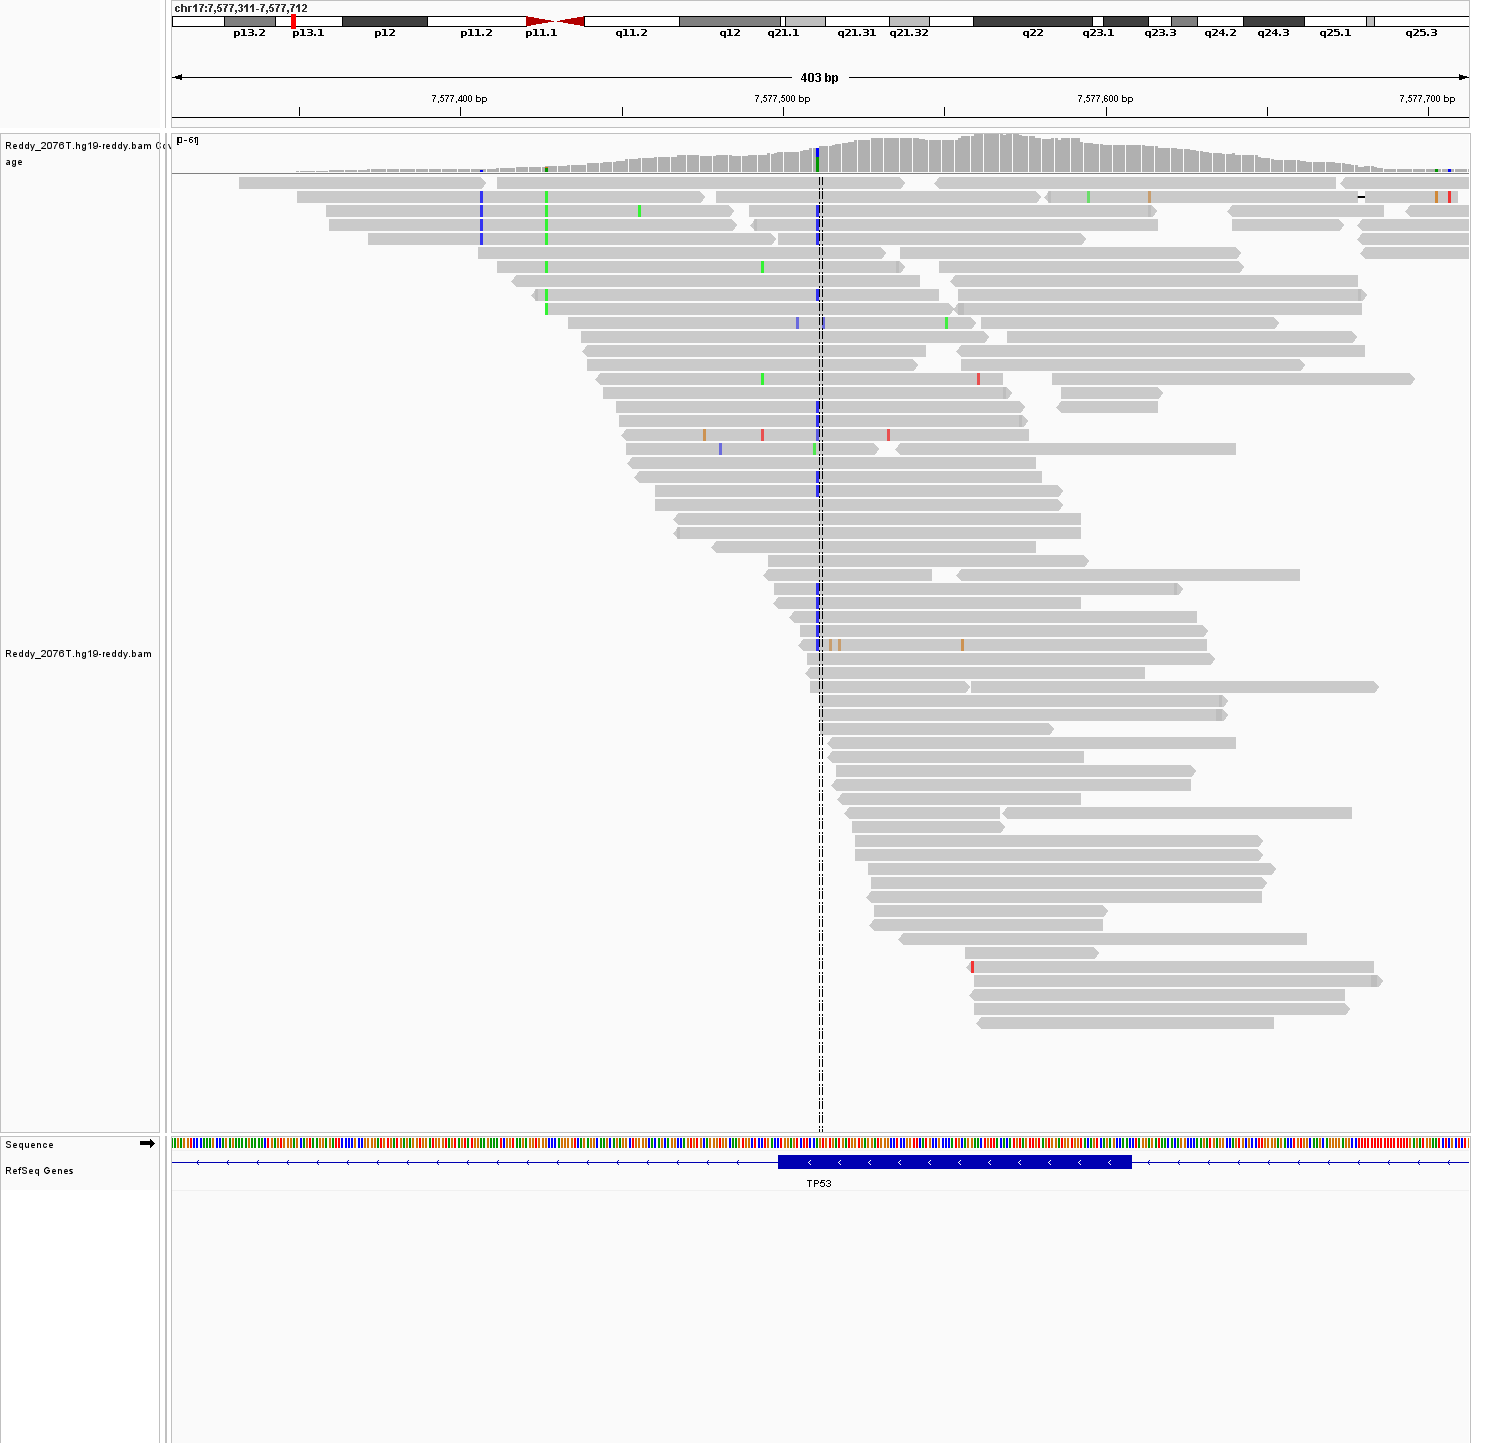 chr17:7,577,311-7,577,712
p13.2 p13.1 p12 p11.2 p11.1 q11.2 q12 q21.1 q21.31 q21.32 q22 q23.1 q23.3 q24.2 q24.3 q25.1 q25.3
403 bp
7,577,400 bp 7,577,500 bp 7,577,600 bp 7,577,700 bp
[0-61]
Reddy_2076T.hg19-reddy.bam Cov
age
Reddy_2076T.hg19-reddy.bam
Sequence
RefSeq Genes
TP53